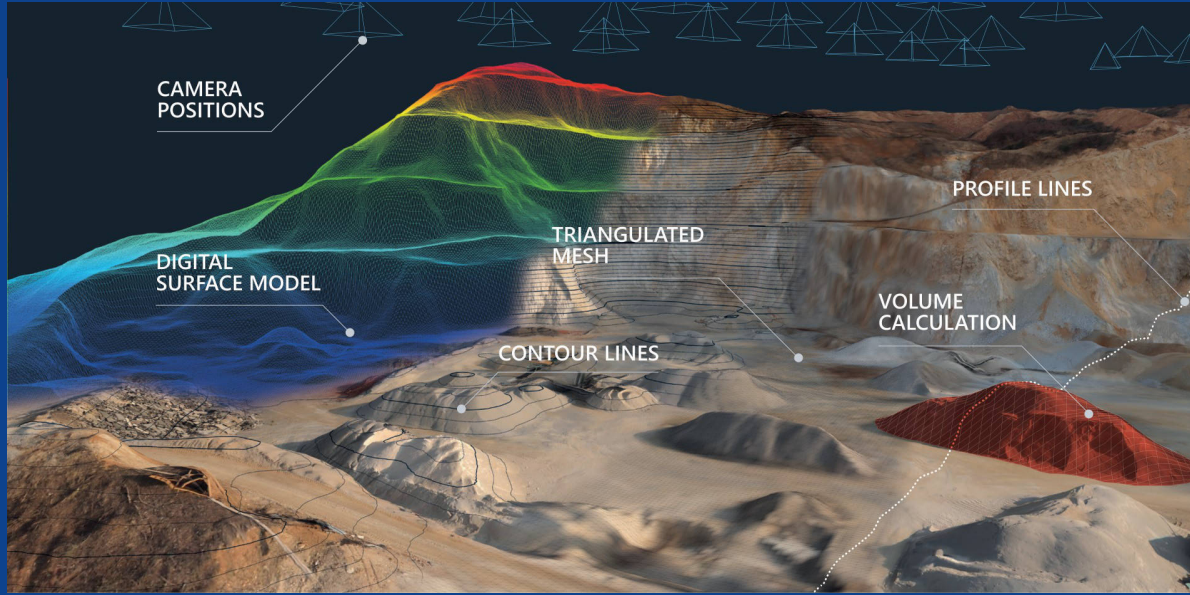 CAMERA
POSITIONS
PROFILE LINES
TRIANGULATED
MESH
DIGITAL
SURFACE MODEL
VOLUME
CALCULATION
CONTOUR LINES